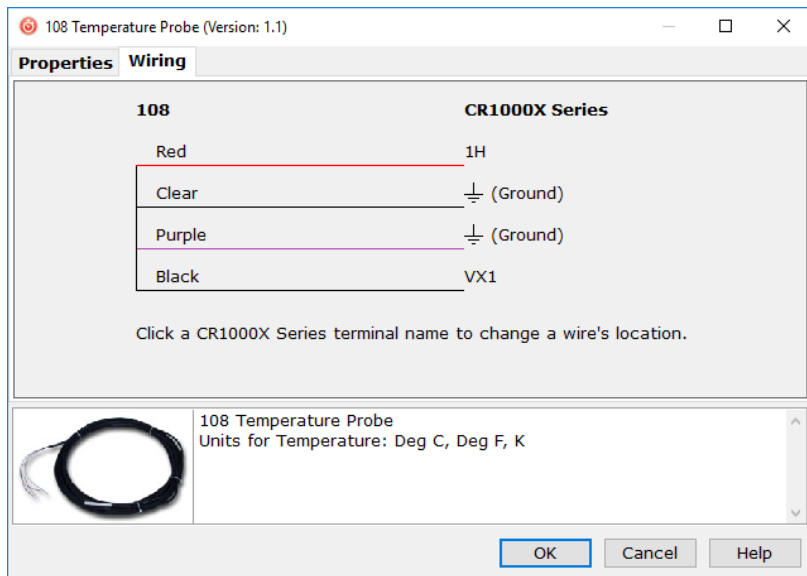 108 Temperature Probe (Version: 1.1)
Properties Wiring
108 CR1000X Series
Red 1H
Clear ⏚ (Ground)
Purple ⏚ (Ground)
Black VX1
Click a CR1000X Series terminal name to change a wire's location.
108 Temperature Probe
Units for Temperature: Deg C, Deg F, K
OK Cancel Help